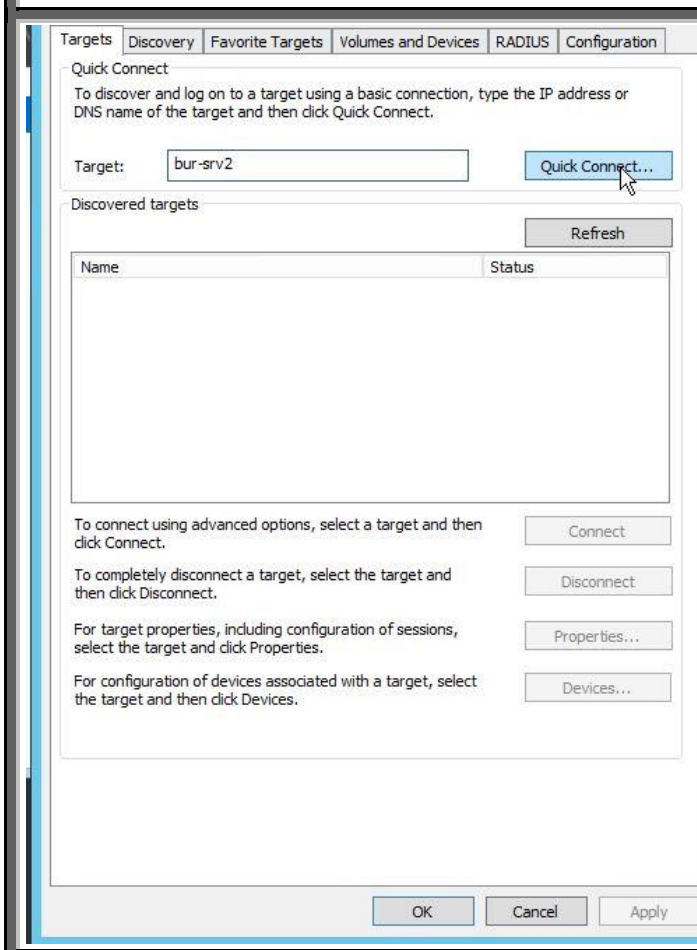 Targets Discovery Favorite Targets Volumes and Devices RADIUS Configuration
Quick Connect
To discover and log on to a target using a basic connection, type the IP address or
DNS name of the target and then click Quick Connect.
Target: bur-srv2 Quick Connect...
Discovered targets
Refresh
Name Status
To connect using advanced options, select a target and then
click Connect.
Connect
To completely disconnect a target, select the target and
then click Disconnect.
Disconnect
For target properties, including configuration of sessions,
select the target and click Properties.
Properties...
For configuration of devices associated with a target, select
the target and then click Devices.
Devices...
OK Cancel Apply